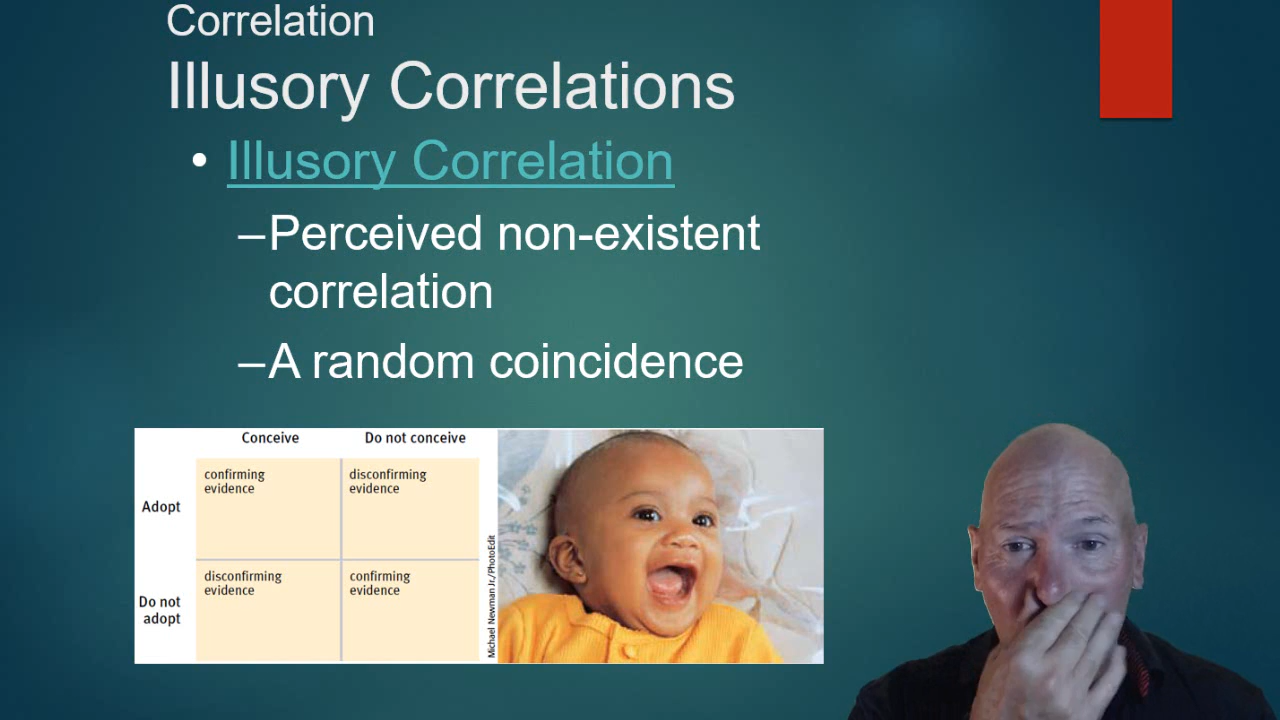 Correlation
Illusory Correlations
• Illusory Correlation
–Perceived non-existent
correlation
–A random coincidence
Conceive Do not conceive
confirming
evidence
disconfirming
evidence
Adopt
disconfirming
evidence
confirming
evidence
Do not
adopt
Michael Newman Jr./PhotoEdit